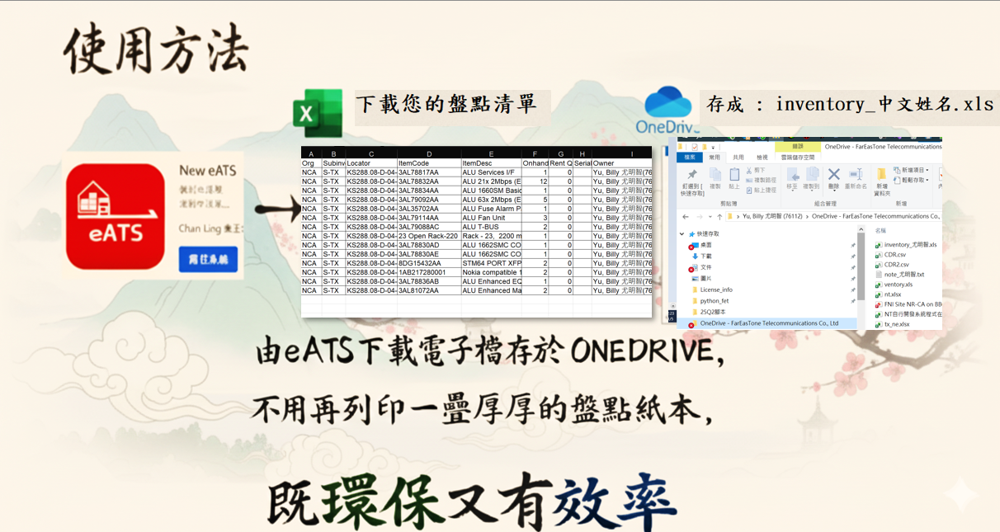 使用方法
下載您的盤點清單
存成 : inventory_中文姓名.xls
OneDriv
New eATS
eATS
Chan Ling
A B C D E F G H I
Org Subinv Locator ItemCode ItemDesc Onhand Rent Q Serial Owner
NCA S-TX KS288.08-D-04- 3AL78817AA ALU Services I/F 1 0 Yu, Billy 尤明智(76
NCA S-TX KS288.08-D-04- 3AL78832AA ALU 21x 2Mbps (E 12 0 Yu, Billy 尤明智(76
NCA S-TX KS288.08-D-04- 3AL78834AA ALU 1660SM Basic 1 0 Yu, Billy 尤明智(76
NCA S-TX KS288.08-D-04- 3AL79092AA ALU 63x 2Mbps (E 5 0 Yu, Billy 尤明智(76
NCA S-TX KS288.08-D-04- 3AL35702AA ALU Fuse Alarm P 1 0 Yu, Billy 尤明智(76
NCA S-TX KS288.08-D-04- 3AL79114AA ALU Fan Unit 3 0 Yu, Billy 尤明智(76
NCA S-TX KS288.08-D-04- 3AL79088AC ALU T-BUS 2 0 Yu, Billy 尤明智(76
NCA S-TX KS288.08-D-04- 23 Open Rack-220 Rack - 23, 2200 m 1 0 Yu, Billy 尤明智(76
NCA S-TX KS288.08-D-04- 3AL78830AD ALU 1662SMC CO 1 0 Yu, Billy 尤明智(76
NCA S-TX KS288.08-D-04- 3AL78830AE ALU 1662SMC CO 1 0 Yu, Billy 尤明智(76
NCA S-TX KS288.08-D-04- 8DG15432AA STM64 PORT XFP 2 0 Yu, Billy 尤明智(76
NCA S-TX KS288.08-D-04- 1AB217280001 Nokia compatible 1 2 0 Yu, Billy 尤明智(76
NCA S-TX KS288.08-D-04- 3AL78836AB ALU Enhanced EQ 1 0 Yu, Billy 尤明智(76
NCA S-TX KS288.08-D-04- 3AL81072AA ALU Enhanced Ma 2 0 Yu, Billy 尤明智(76
OneDrive - FarEasTone Telecommunications
檔案 常用 共用 檢視 雲端儲存空間
釘選到 [快速存取] 複製 貼上 剪下 複製路徑 貼上捷徑 移至 複製到 刪除 重新命名 新增資料夾 新增項目 輕鬆存取
剪貼簿 組合管理 新增
Yu, Billy 尤明智 (76112) > OneDrive - FarEasTone Telecommunications Co.,
快速存取
桌面
下載
文件
圖片
License_info
python_fet
25Q2腳本
OneDrive - FarEasTone Telecommunications Co., Ltd
名稱
inventory_尤明智.xls
CDR.csv
CDR2.csv
note_尤明智.txt
ventory.xls
nt.xlsx
FNI Site NR-CA on BB
NT自行開發系統程式在
tx_ne.xlsx
由eATS下載電子檔存於 ONEDRIVE,
不用再列印一疊厚厚的盤點紙本,
既環保又有效率